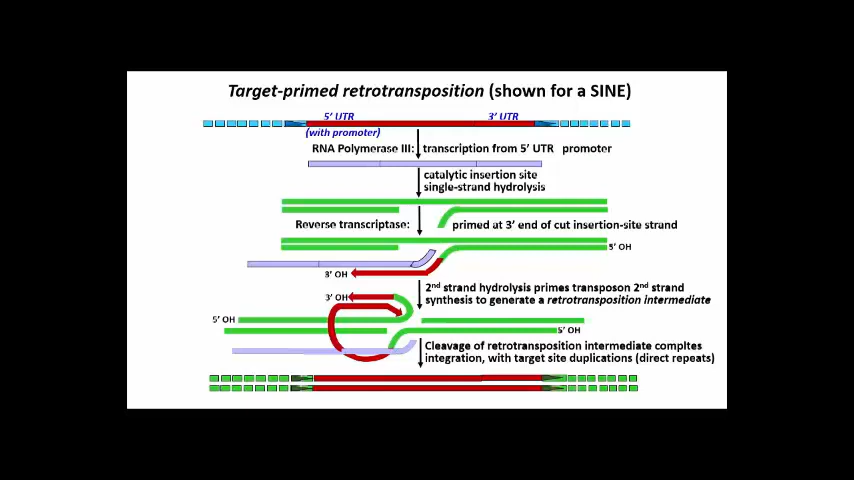 Target-primed retrotransposition (shown for a SINE)
5’ UTR 3’ UTR
(with promoter)
RNA Polymerase III: transcription from 5’ UTR promoter
catalytic insertion site
single-strand hydrolysis
Reverse transcriptase: primed at 3’ end of cut insertion-site strand
5’ OH
3’ OH
2nd strand hydrolysis primes transposon 2nd strand
synthesis to generate a retrotransposition intermediate
3’ OH
5’ OH
5’ OH
Cleavage of retrotransposition intermediate compltes
integration, with target site duplications (direct repeats)